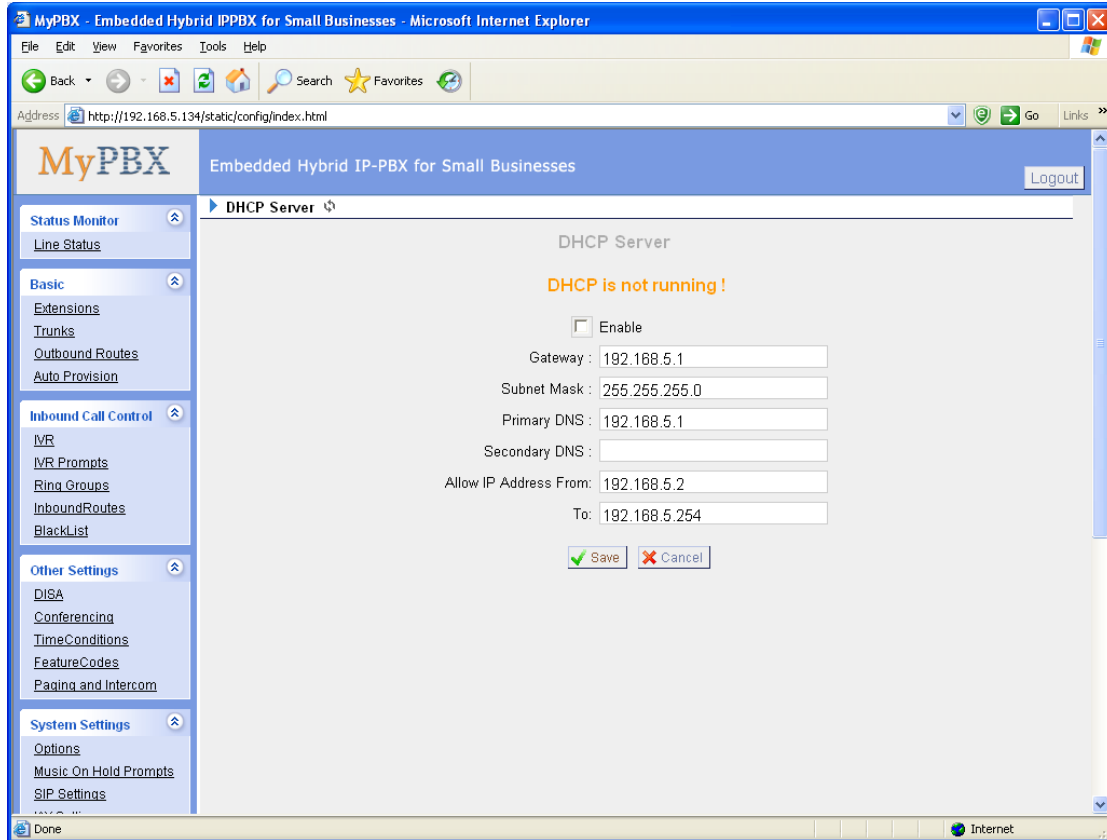 MyPBX - Embedded Hybrid IPPBX for Small Businesses - Microsoft Internet Explorer
File Edit View Favorites Tools Help
Back Search Favorites
Address http://192.168.5.134/static/config/index.html Go Links »
MyPBX
Embedded Hybrid IP-PBX for Small Businesses
Logout
Status Monitor
Line Status
Basic
Extensions
Trunks
Outbound Routes
Auto Provision
Inbound Call Control
IVR
IVR Prompts
Ring Groups
InboundRoutes
BlackList
Other Settings
DISA
Conferencing
TimeConditions
FeatureCodes
Paging and Intercom
System Settings
Options
Music On Hold Prompts
SIP Settings
DHCP Server
DHCP Server
DHCP is not running !
Enable
Gateway : 192.168.5.1
Subnet Mask : 255.255.255.0
Primary DNS : 192.168.5.1
Secondary DNS :
Allow IP Address From: 192.168.5.2
To: 192.168.5.254
Save Cancel
Done Internet